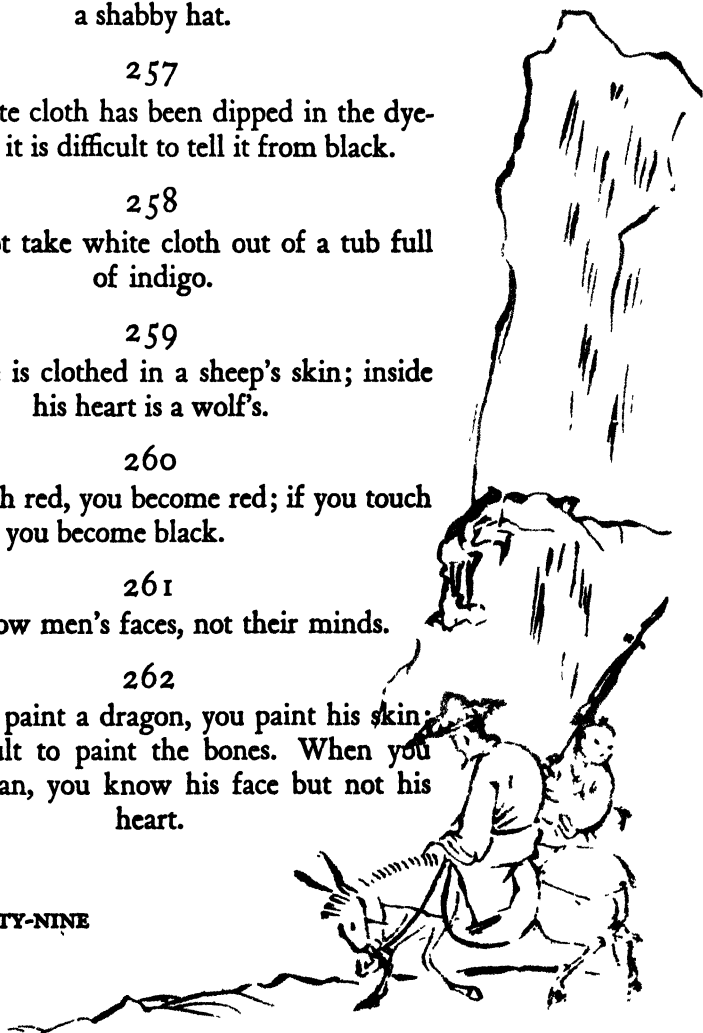 a shabby hat.
257
te cloth has been dipped in the dye-
it is difficult to tell it from black.
258
t take white cloth out of a tub full
of indigo.
259
is clothed in a sheep's skin; inside
his heart is a wolf's.
260
h red, you become red; if you touch
you become black.
261
ow men's faces, not their minds.
262
paint a dragon, you paint his skin;
ult to paint the bones. When you
an, you know his face but not his
heart.
TY-NINE